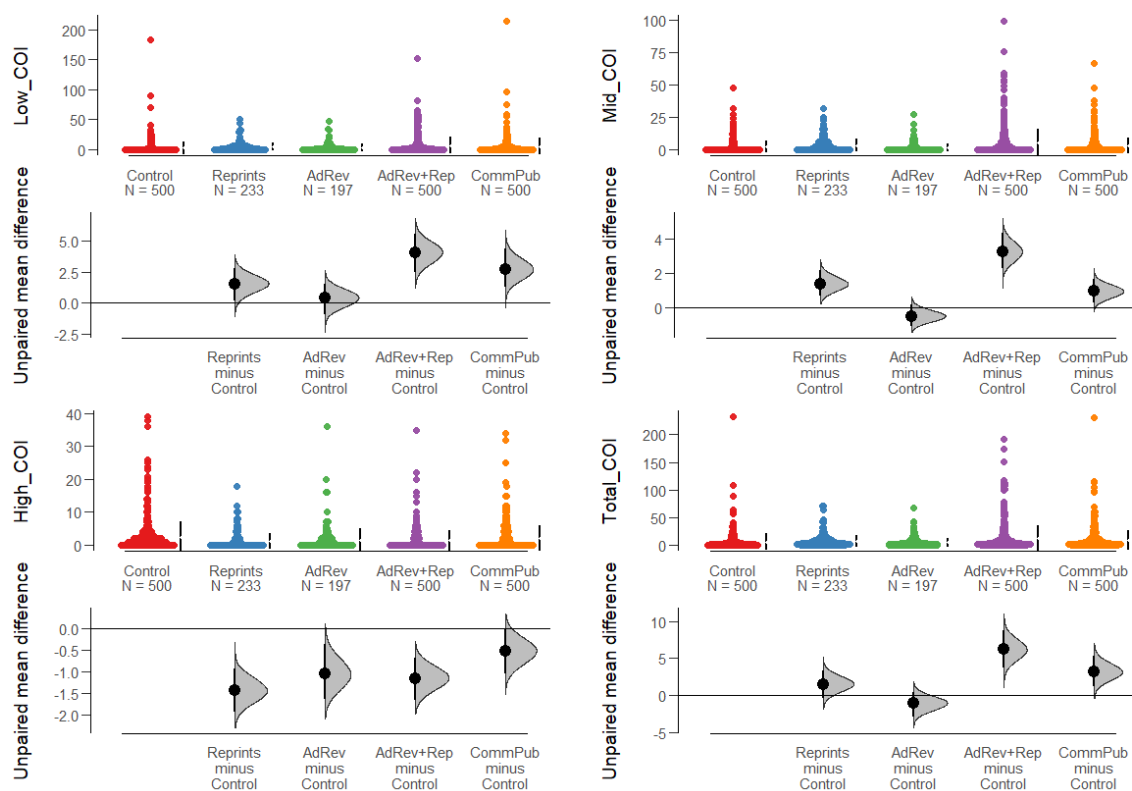 Low_COI
200
150
100
50
0
Control Reprints AdRev AdRev+Rep CommPub
N = 500 N = 233 N = 197 N = 500 N = 500
Unpaired mean difference
5.0
2.5
0.0
-2.5
Reprints AdRev AdRev+Rep CommPub
minus minus minus minus
Control Control Control Control
Mid_COI
100
75
50
25
0
Control Reprints AdRev AdRev+Rep CommPub
N = 500 N = 233 N = 197 N = 500 N = 500
Unpaired mean difference
4
2
0
Reprints AdRev AdRev+Rep CommPub
minus minus minus minus
Control Control Control Control
High_COI
40
30
20
10
0
Control Reprints AdRev AdRev+Rep CommPub
N = 500 N = 233 N = 197 N = 500 N = 500
Unpaired mean difference
0.0
-0.5
-1.0
-1.5
-2.0
Reprints AdRev AdRev+Rep CommPub
minus minus minus minus
Control Control Control Control
Total_COI
200
150
100
50
0
Control Reprints AdRev AdRev+Rep CommPub
N = 500 N = 233 N = 197 N = 500 N = 500
Unpaired mean difference
10
5
0
-5
Reprints AdRev AdRev+Rep CommPub
minus minus minus minus
Control Control Control Control